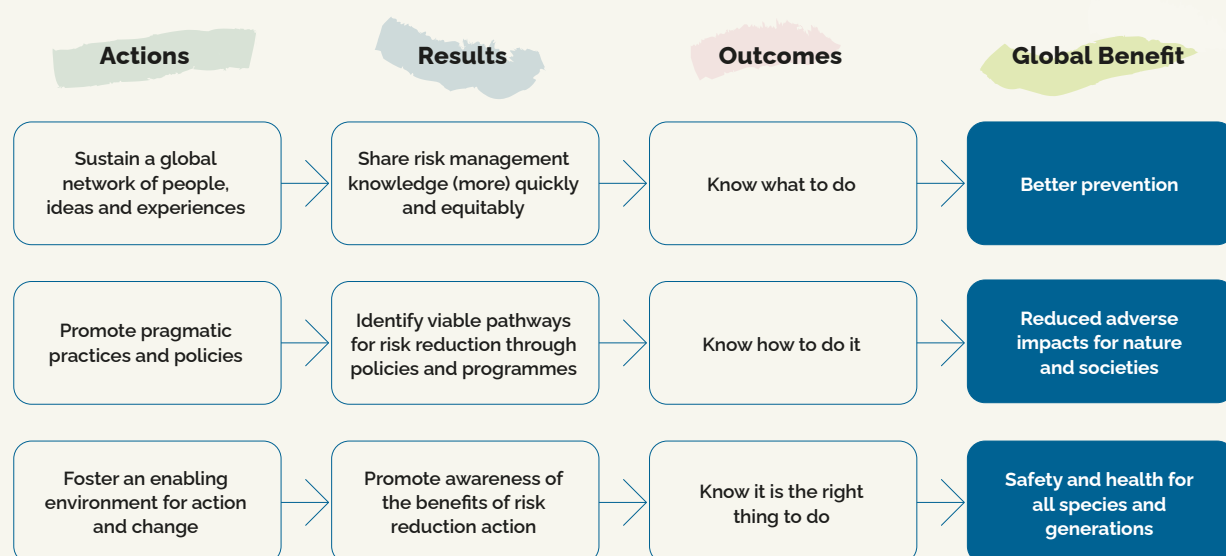 Actions
Results
Outcomes
Global Benefit
Sustain a global
network of people,
ideas and experiences
Share risk management
knowledge (more) quickly
and equitably
Know what to do
Better prevention
Promote pragmatic
practices and policies
Identify viable pathways
for risk reduction through
policies and programmes
Know how to do it
Reduced adverse
impacts for nature
and societies
Foster an enabling
environment for action
and change
Promote awareness of
the benefits of risk
reduction action
Know it is the right
thing to do
Safety and health for
all species and
generations